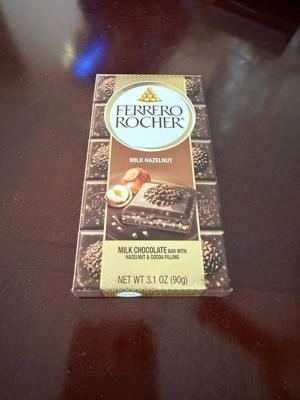 FERRERO
ROCHER®
MILK HAZELNUT
MILK CHOCOLATE BAR WITH
HAZELNUT & COCOA FILLING
NET WT 3.1 OZ (90g)